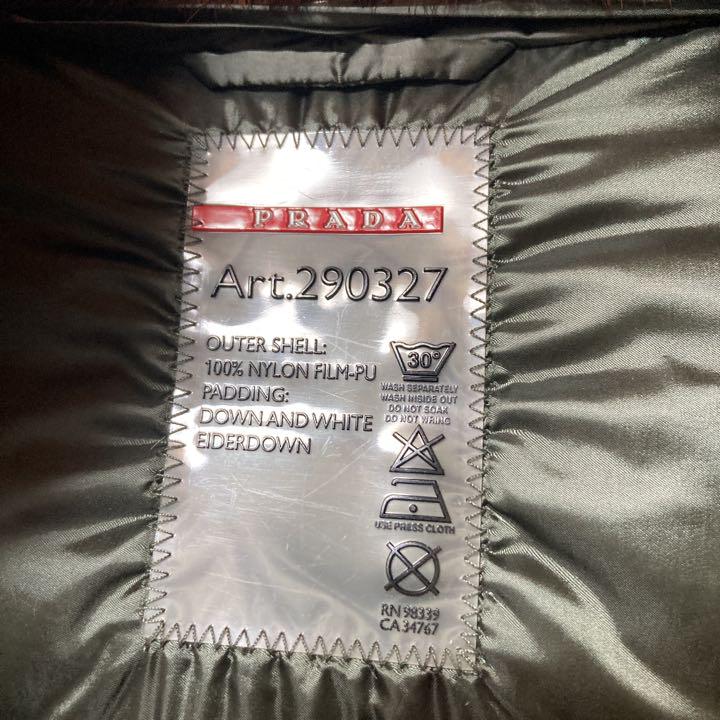 PRADA
Art.290327
OUTER SHELL:
100% NYLON FILM-PU
PADDING:
DOWN AND WHITE
EIDERDOWN
30°
WASH SEPARATELY
WASH INSIDE OUT
DO NOT SOAK
DO NOT WRING
USE PRESS CLOTH
RN 98339
CA 34767